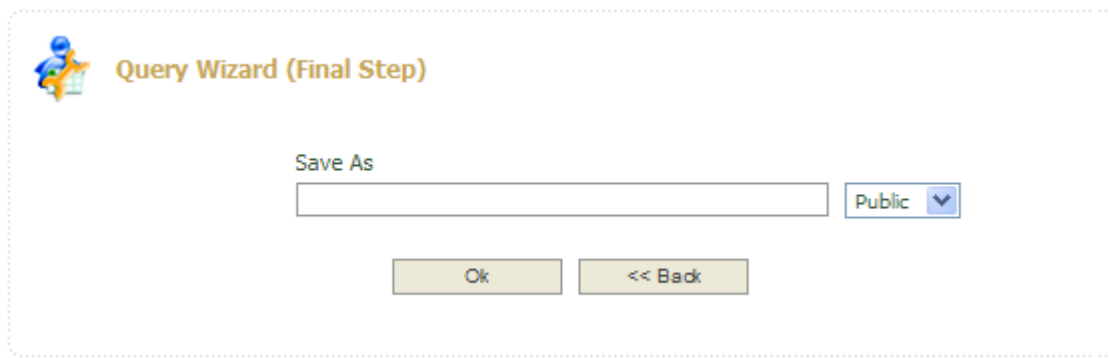 Query Wizard (Final Step)
Save As
Public
Ok
<< Back